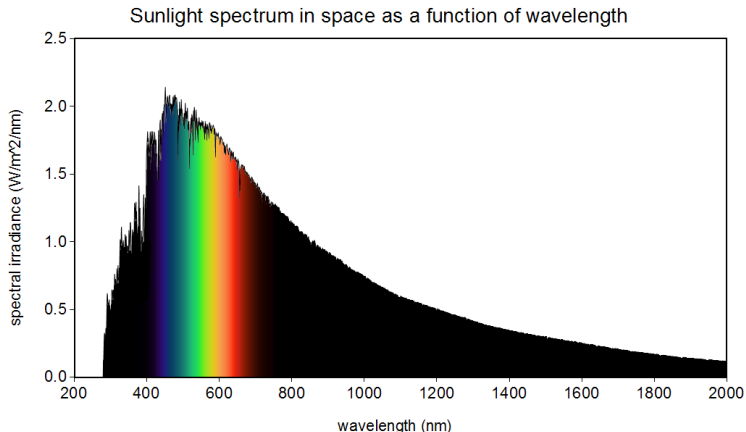 Sunlight spectrum in space as a function of wavelength
spectral irradiance (W/m^2/nm)
2.5
2.0
1.5
1.0
0.5
0.0
200 400 600 800 1000 1200 1400 1600 1800 2000
wavelength (nm)